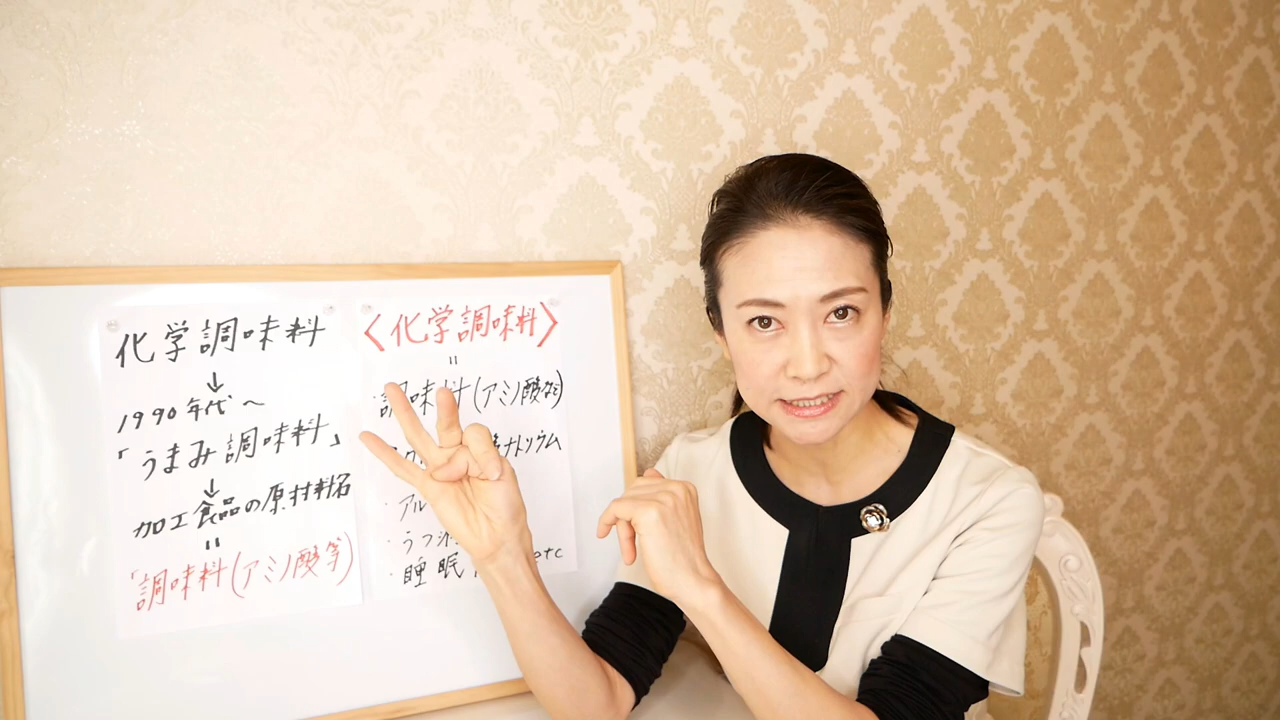 化学調味料
↓
1990年代〜
「うまみ調味料」
↓
加工食品の原材料名
=
「調味料(アミノ酸等)
〈化学調味料〉
=
・調味料(アミノ酸など)
ナトリウム
・アル
・うつ
・睡眠 etc